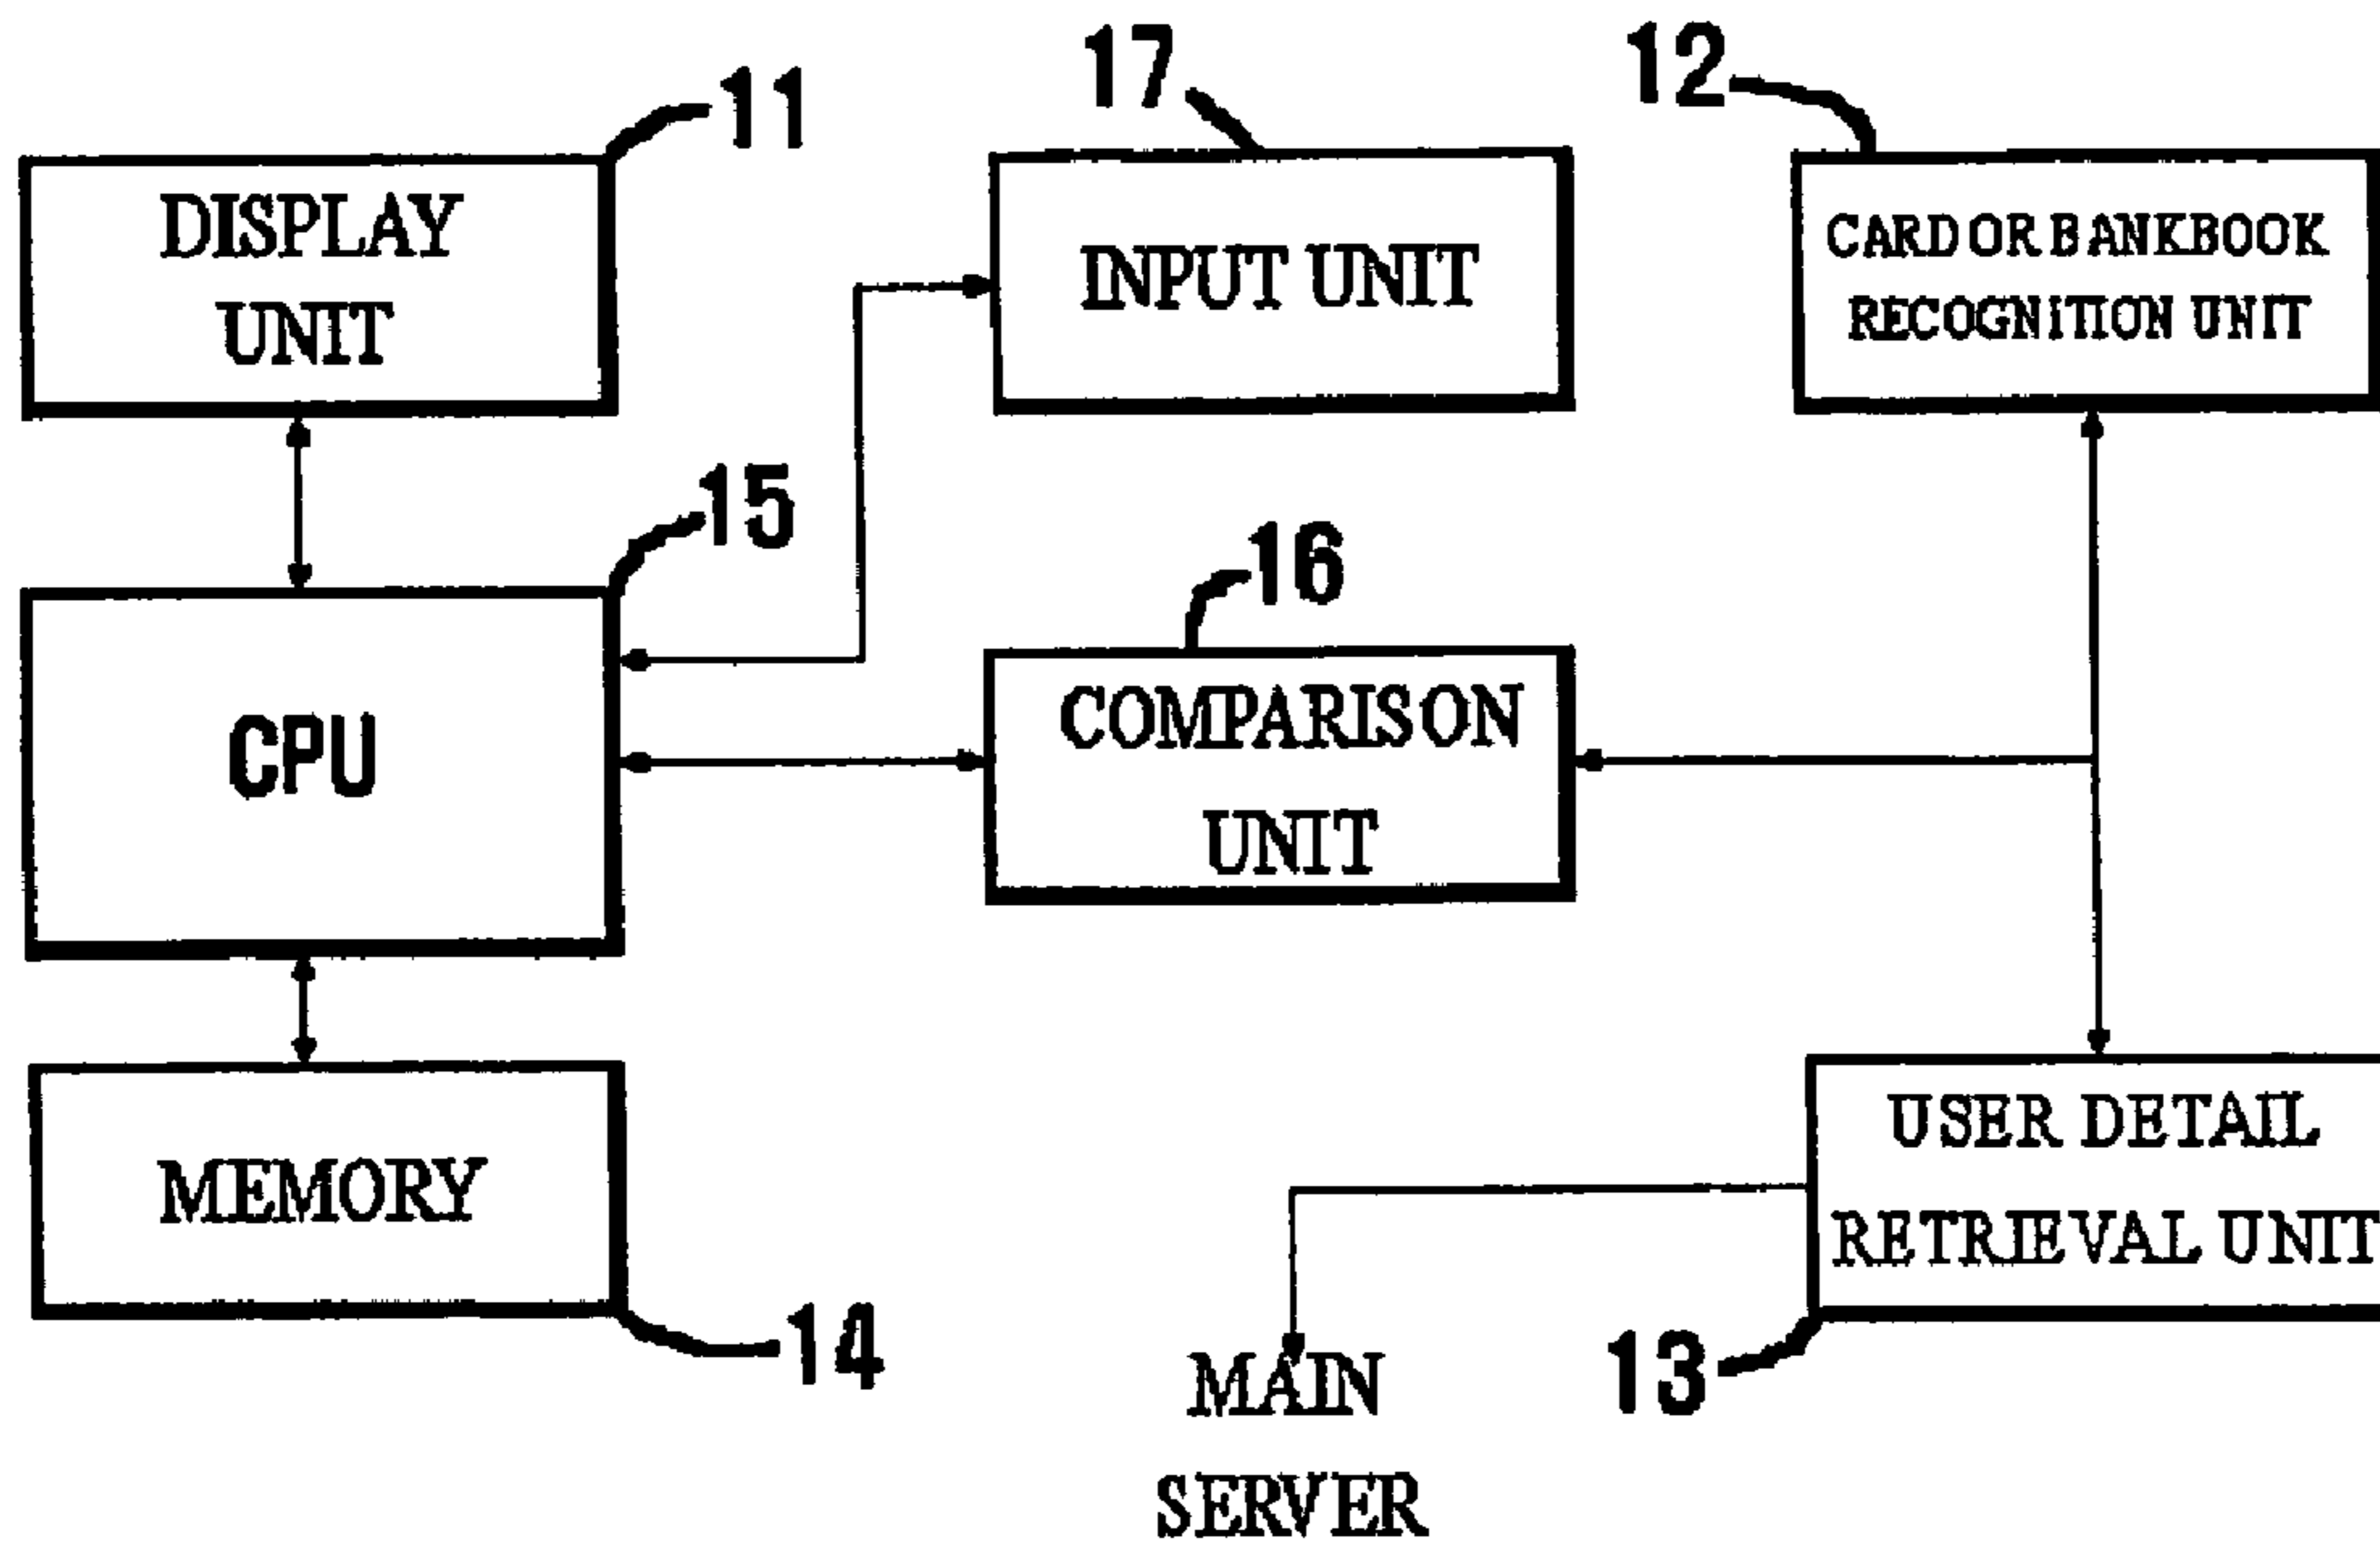 11
17
12
DISPLAY
UNIT
INPUT UNIT
CARD OR BANKBOOK
RECOGNITION UNIT
15
16
CPU
COMPARISON
UNIT
MEMORY
14
USER DETAIL
RETRIEVAL UNIT
13
MAIN
SERVER